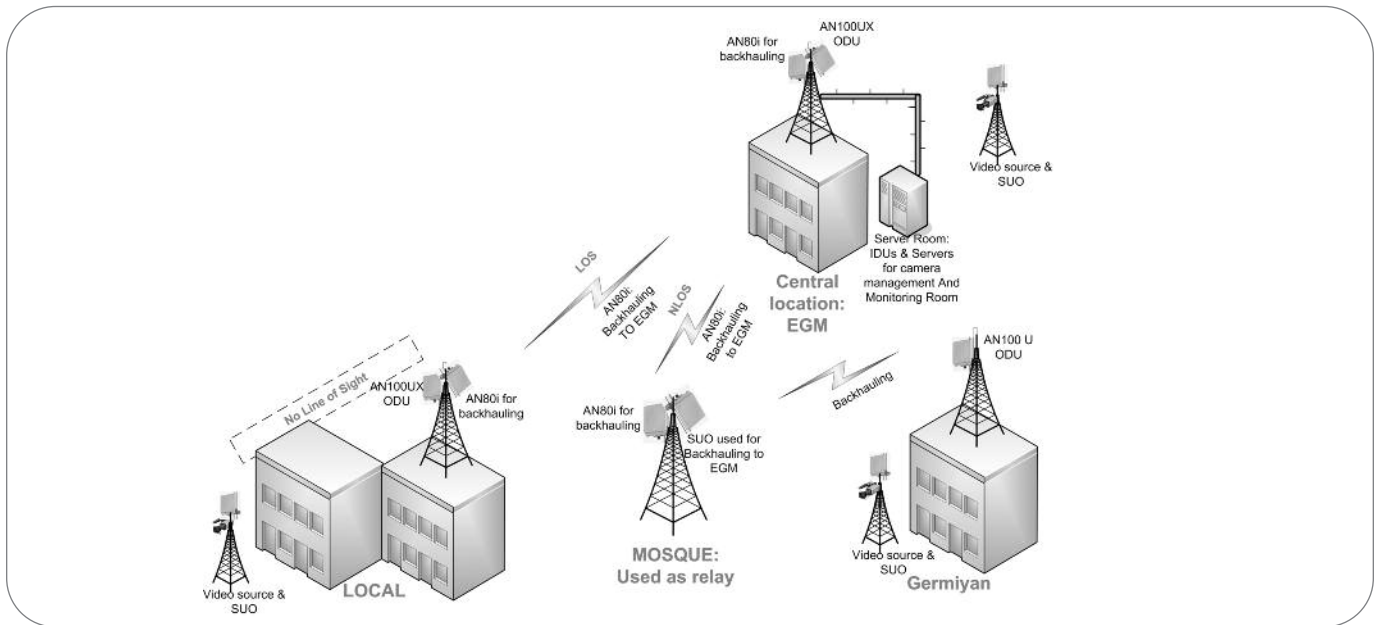 AN100UX
ODU
AN80i for
backhauling
Video source &
SUO
Server Room:
IDUs & Servers
for camera
management And
Monitoring Room
Central
location:
EGM
LOS
AN80i:
Backhauling
TO EGM
NLOS
AN80i:
Backhauling
to EGM
AN100 U
ODU
Backhauling
No Line of Sight
AN100UX
ODU
AN80i for
backhauling
AN80i for
backhauling
SUO used for
Backhauling to
EGM
Video source &
SUO
LOCAL
MOSQUE:
Used as relay
Video source &
SUO
Germiyan